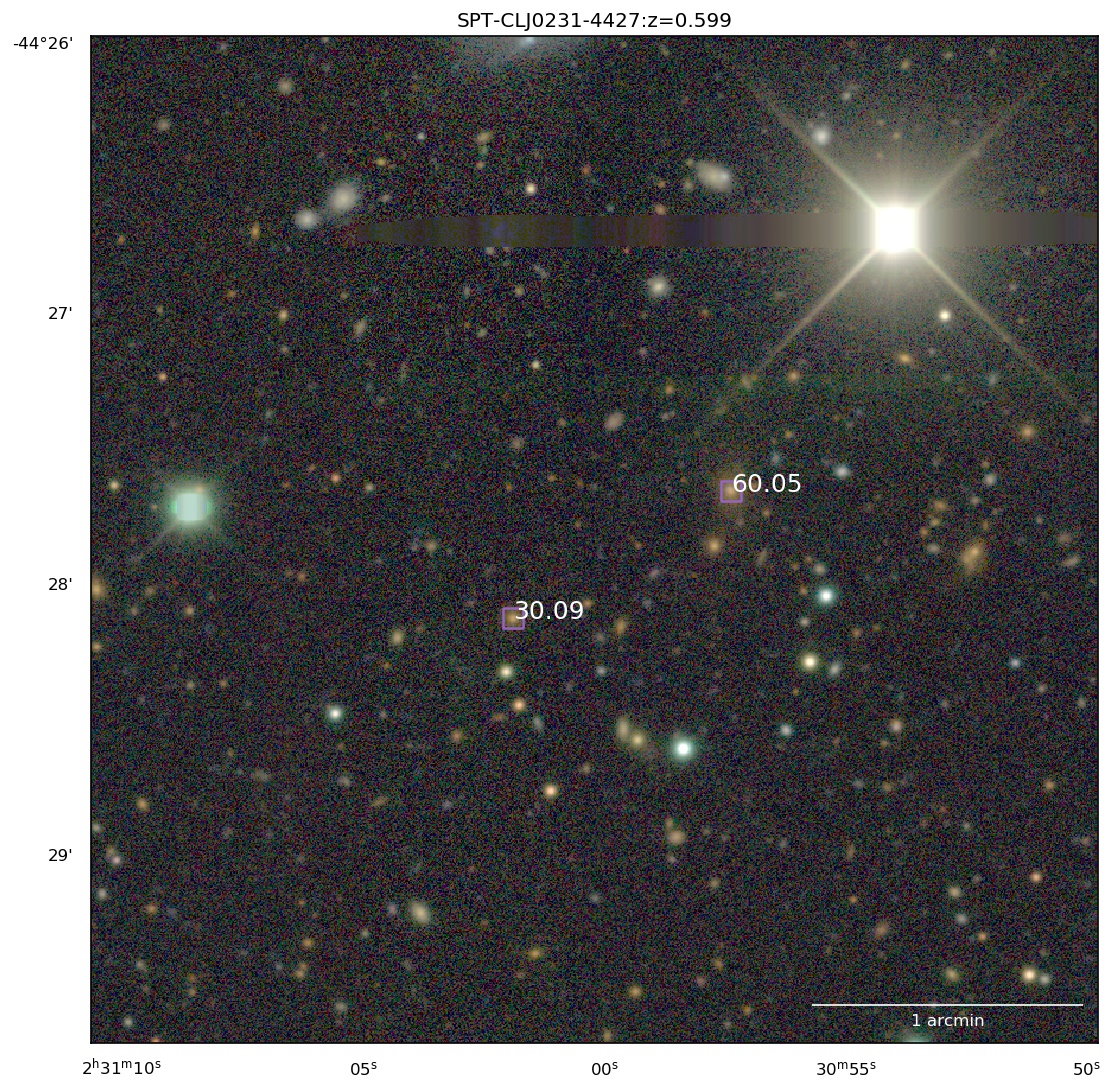 SPT-CLJ0231-4427:z=0.599
-44°26'
27'
60.05
28'
30.09
29'
1 arcmin
2ʰ31ᵐ10ˢ 05ˢ 00ˢ 30ᵐ55ˢ 50ˢ